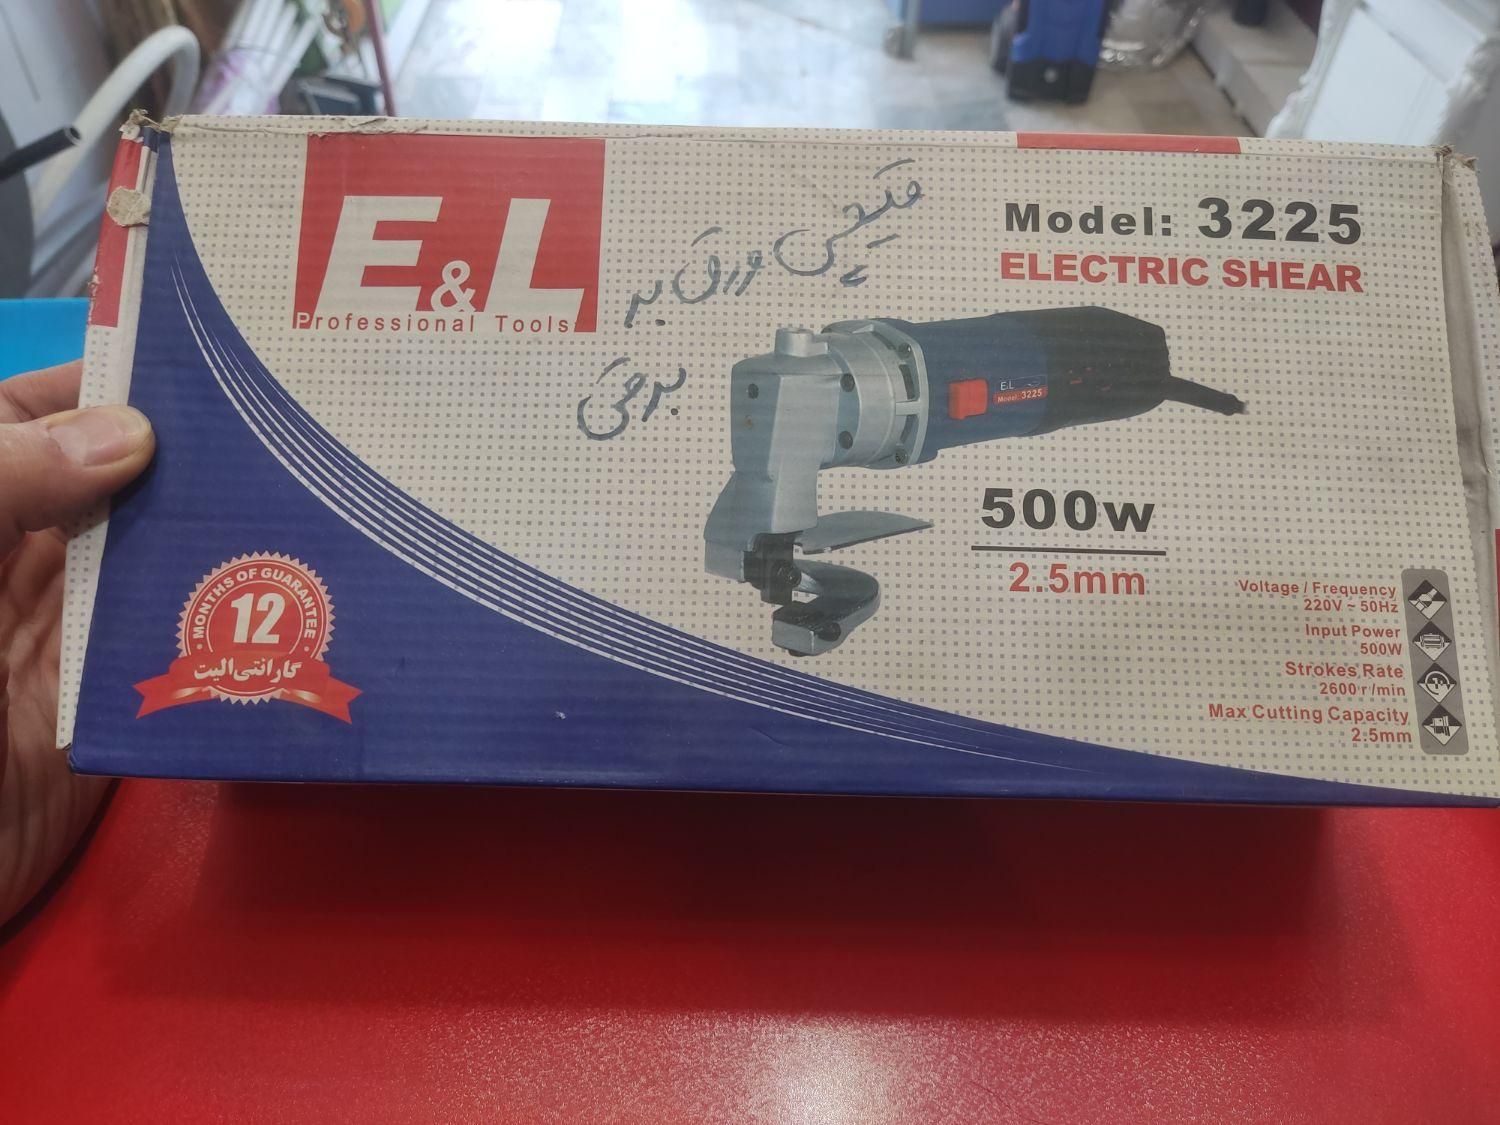 E&L
Professional Tools
قیچی ورق بر
برقی
Model: 3225
ELECTRIC SHEAR
E.L
Model: 3225
500w
2.5mm
Voltage / Frequency
220V ~ 50Hz
Input Power
500W
Strokes Rate
2600 r/min
Max Cutting Capacity
2.5mm
MONTHS OF GUARANTEE
12
گارانتی الیت